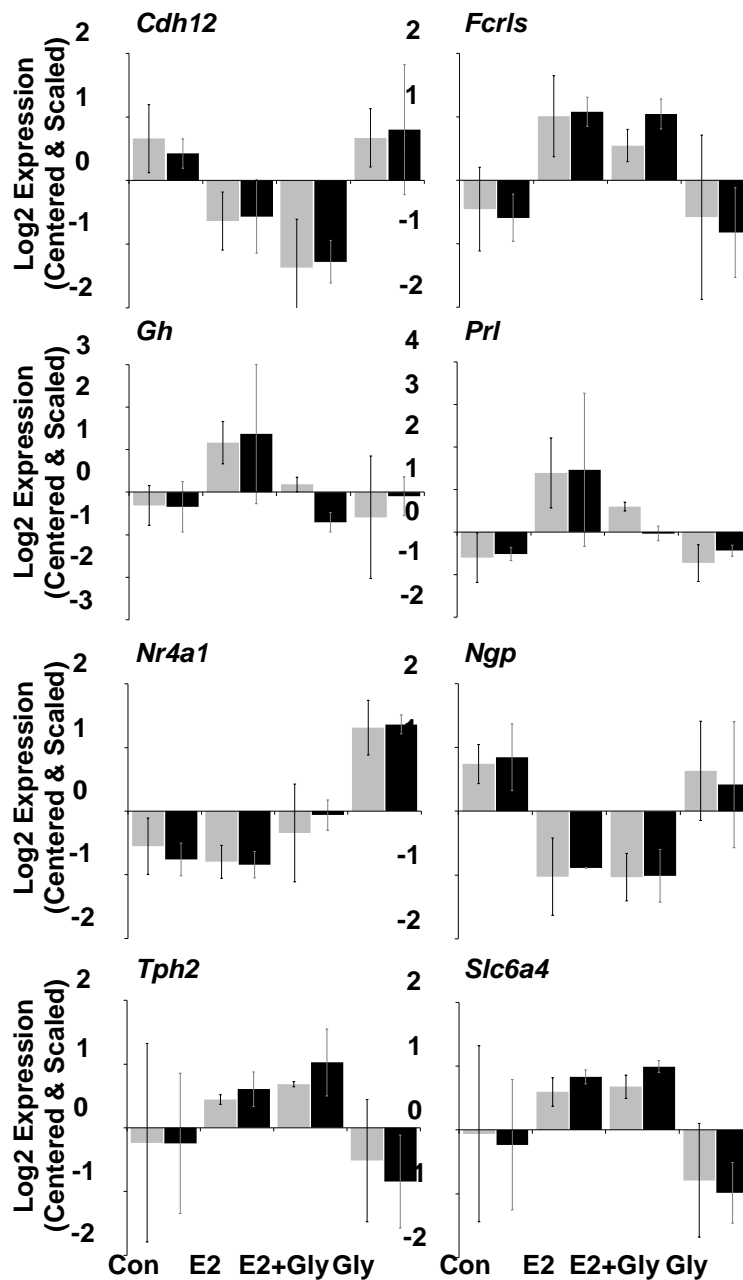 Cdh12
Fcrls
Log2 Expression
(Centered & Scaled)
2
1
0
-1
-2
2
1
0
-1
-2
Gh
Prl
Log2 Expression
(Centered & Scaled)
3
2
1
0
-1
-2
-3
4
3
2
1
0
-1
-2
Nr4a1
Ngp
Log2 Expression
(Centered & Scaled)
2
1
0
-1
-2
2
-1
-2
Tph2
Slc6a4
Log2 Expression
(Centered & Scaled)
2
1
0
-1
-2
2
1
0
-2
Con E2 E2+Gly Gly
Con E2 E2+Gly Gly